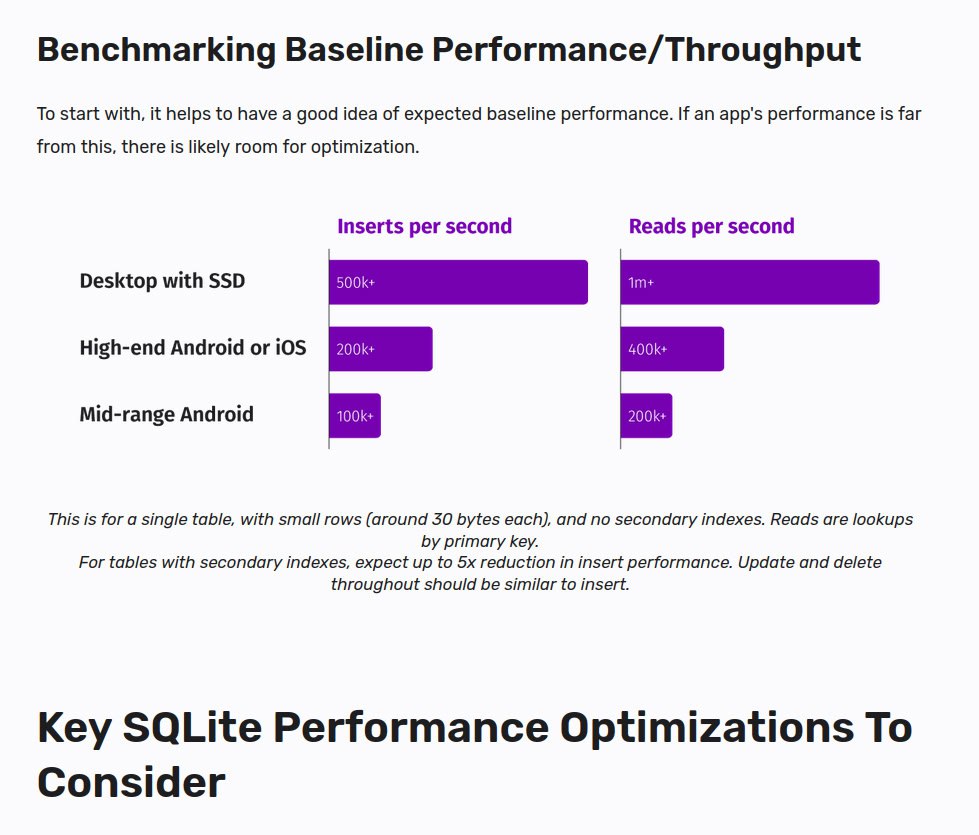 Benchmarking Baseline Performance/Throughput
To start with, it helps to have a good idea of expected baseline performance. If an app's performance is far
from this, there is likely room for optimization.
Inserts per second
Reads per second
Desktop with SSD
500k+
1m+
High-end Android or iOS
200k+
400k+
Mid-range Android
100k+
200k+
This is for a single table, with small rows (around 30 bytes each), and no secondary indexes. Reads are lookups
by primary key.
For tables with secondary indexes, expect up to 5x reduction in insert performance. Update and delete
throughout should be similar to insert.
Key SQLite Performance Optimizations To
Consider